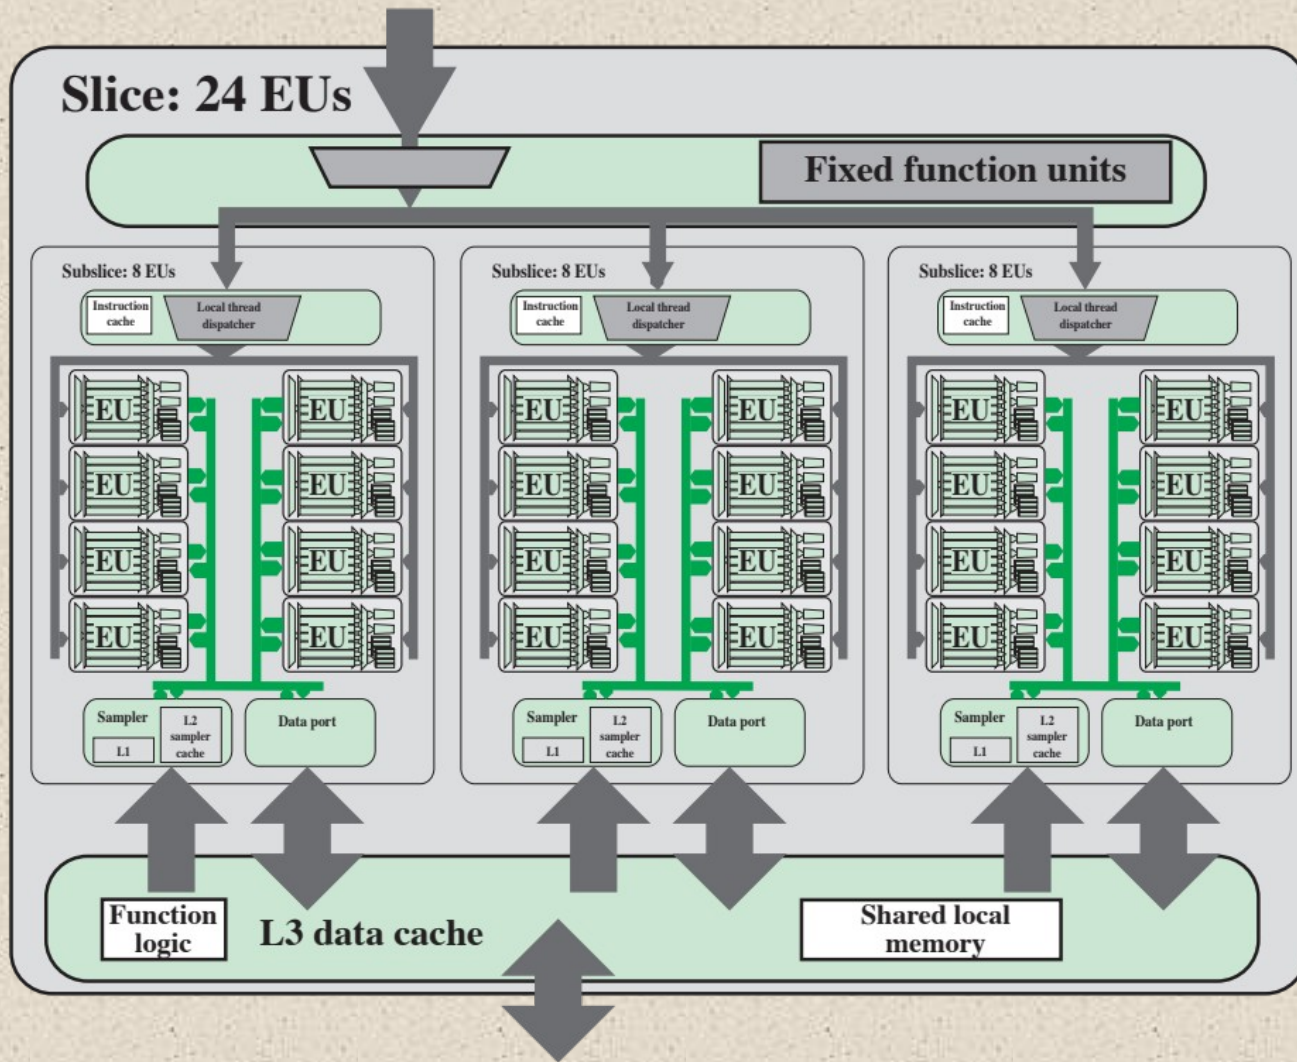 Slice: 24 EUs
Fixed function units
Subslice: 8 EUs
Instruction
cache
Local thread
dispatcher
EU
EU
EU
EU
EU
EU
EU
EU
Sampler
L1
L2
sampler
cache
Data port
Subslice: 8 EUs
Instruction
cache
Local thread
dispatcher
EU
EU
EU
EU
EU
EU
EU
EU
Sampler
L1
L2
sampler
cache
Data port
Subslice: 8 EUs
Instruction
cache
Local thread
dispatcher
EU
EU
EU
EU
EU
EU
EU
EU
Sampler
L1
L2
sampler
cache
Data port
Function
logic
L3 data cache
Shared local
memory